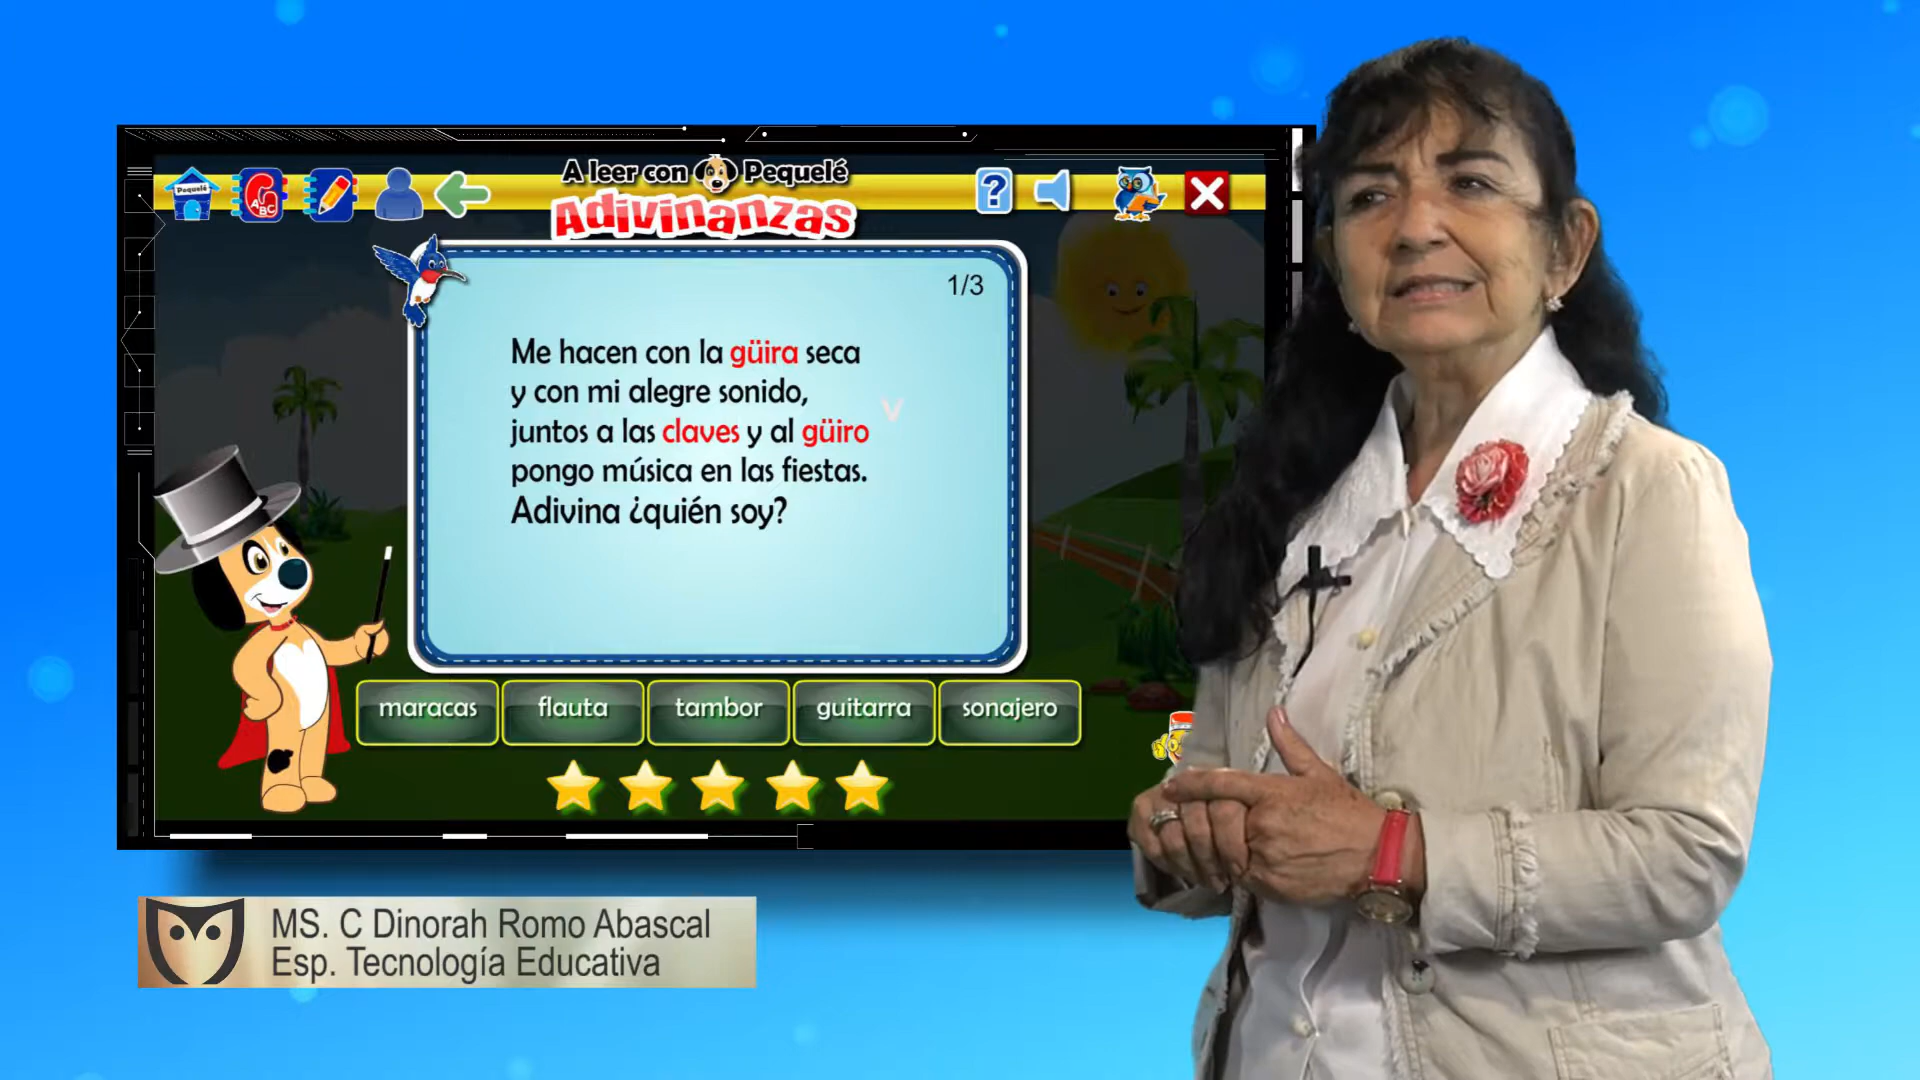 Pequelé
ABC
A leer con Pequelé
Adivinanzas
?
X
1/3
Me hacen con la güira seca
y con mi alegre sonido,
juntos a las claves y al güiro
pongo música en las fiestas.
Adivina ¿quién soy?
maracas
flauta
tambor
guitarra
sonajero
MS. C Dinorah Romo Abascal
Esp. Tecnología Educativa